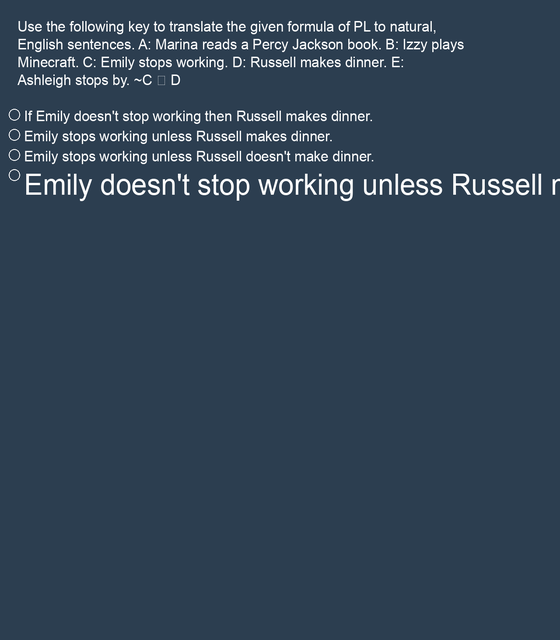 Use the following key to translate the given formula of PL to natural,
English sentences. A: Marina reads a Percy Jackson book. B: Izzy plays
Minecraft. C: Emily stops working. D: Russell makes dinner. E:
Ashleigh stops by. ~C □ D
If Emily doesn't stop working then Russell makes dinner.
Emily stops working unless Russell makes dinner.
Emily stops working unless Russell doesn't make dinner.
Emily doesn't stop working unless Russell